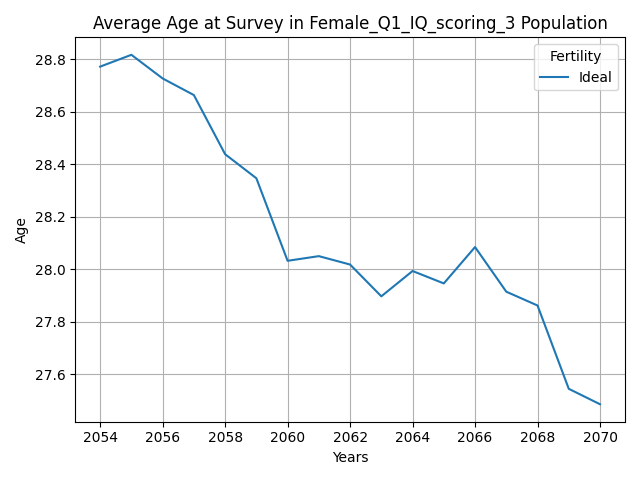 Average Age at Survey in Female_Q1_IQ_scoring_3 Population
Fertility
Ideal
28.8
28.6
28.4
28.2
28.0
27.8
27.6
Age
2054 2056 2058 2060 2062 2064 2066 2068 2070
Years